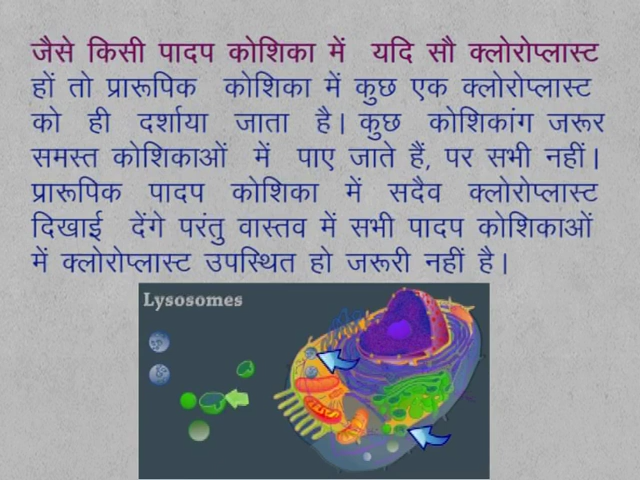 जैसे किसी पादप कोशिका में यदि सौ क्लोरोप्लास्ट
हों तो प्रारूपिक कोशिका में कुछ एक क्लोरोप्लास्ट
को ही दर्शाया जाता है। कुछ कोशिकांग जरूर
समस्त कोशिकाओं में पाए जाते हैं, पर सभी नहीं।
प्रारूपिक पादप कोशिका में सदैव क्लोरोप्लास्ट
दिखाई देंगे परंतु वास्तव में सभी पादप कोशिकाओं
में क्लोरोप्लास्ट उपस्थित हो जरूरी नहीं है।
Lysosomes